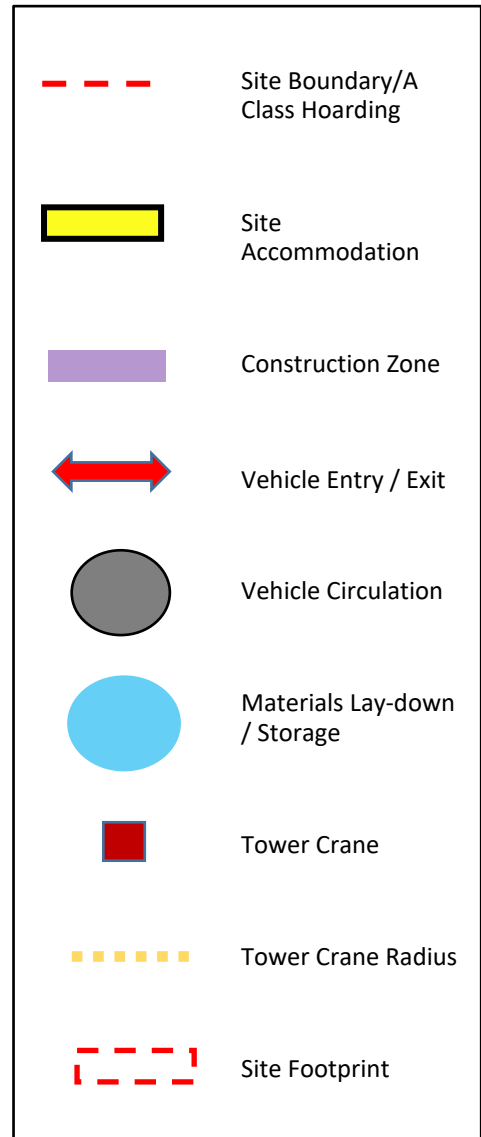 Site Boundary/A
Class Hoarding
Site
Accommodation
Construction Zone
Vehicle Entry / Exit
Vehicle Circulation
Materials Lay-down
/ Storage
Tower Crane
Tower Crane Radius
Site Footprint